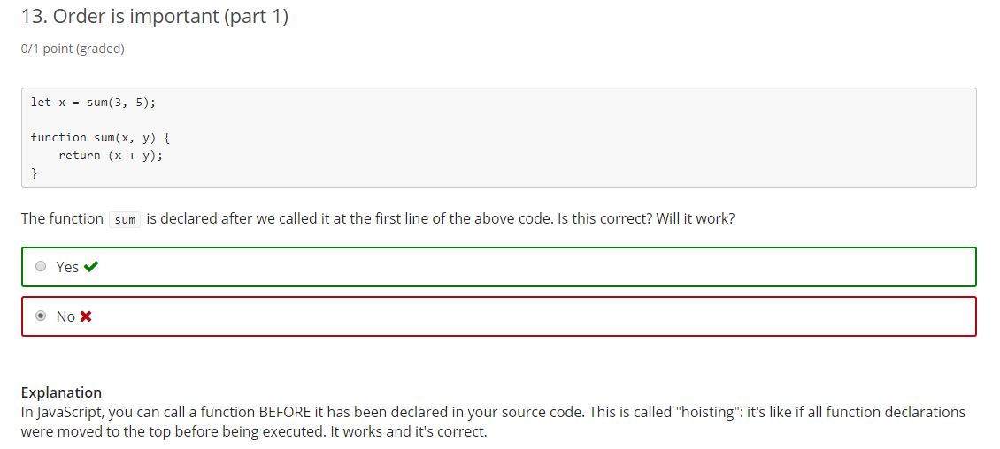 13. Order is important (part 1)
0/1 point (graded)
let x = sum(3, 5);
function sum(x, y) {
    return (x + y);
}
The function sum is declared after we called it at the first line of the above code. Is this correct? Will it work?
Yes ✔
No ✖
Explanation
In JavaScript, you can call a function BEFORE it has been declared in your source code. This is called "hoisting": it's like if all function declarations
were moved to the top before being executed. It works and it's correct.